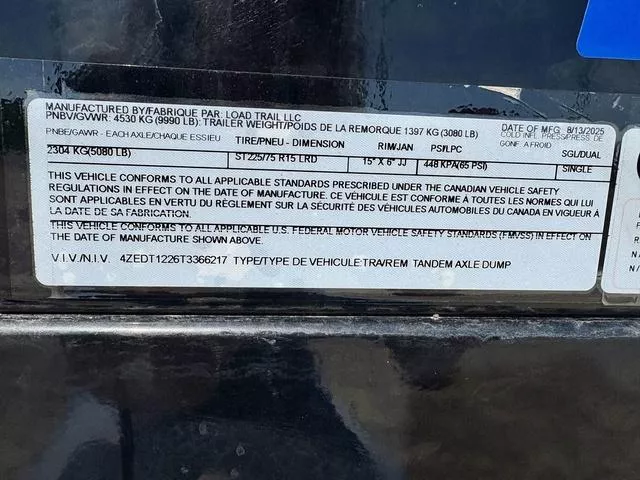 MANUFACTURED BY/FABRIQUE PAR: LOAD TRAIL LLC
PNBV/GVWR: 4530 KG (9990 LB): TRAILER WEIGHT/POIDS DE LA REMORQUE 1397 KG (3080 LB)
DATE OF MFG 8/13/2025
PNBE/GAWR - EACH AXLE/CHAQUE ESSIEU TIRE/PNEU - DIMENSION RIM/JAN PSI/LPC COLD INFL PRESS/PRES DE GONF A FROID SGL/DUAL
2304 KG(5080 LB) ST225/75 R15 LRD 15" X 6" JJ 448 KPA(65 PSI) SINGLE
THIS VEHICLE CONFORMS TO ALL APPLICABLE STANDARDS PRESCRIBED UNDER THE CANADIAN VEHICLE SAFETY
REGULATIONS IN EFFECT ON THE DATE OF MANUFACTURE. CE VÉHICULE EST CONFORME À TOUTES LES NORMES QUI LUI
SONT APPLICABLES EN VERTU DU RÈGLEMENT SUR LA SÉCURITÉ DES VÉHICULES AUTOMOBILES DU CANADA EN VIGUEUR À
LA DATE DE SA FABRICATION.
THIS VEHICLE CONFORMS TO ALL APPLICABLE U.S. FEDERAL MOTOR VEHICLE SAFETY STANDARDS (FMVSS) IN EFFECT ON
THE DATE OF MANUFACTURE SHOWN ABOVE.
V.I.V./N.I.V. 4ZEDT1226T3366217 TYPE/TYPE DE VEHICULE:TRA/REM TANDEM AXLE DUMP